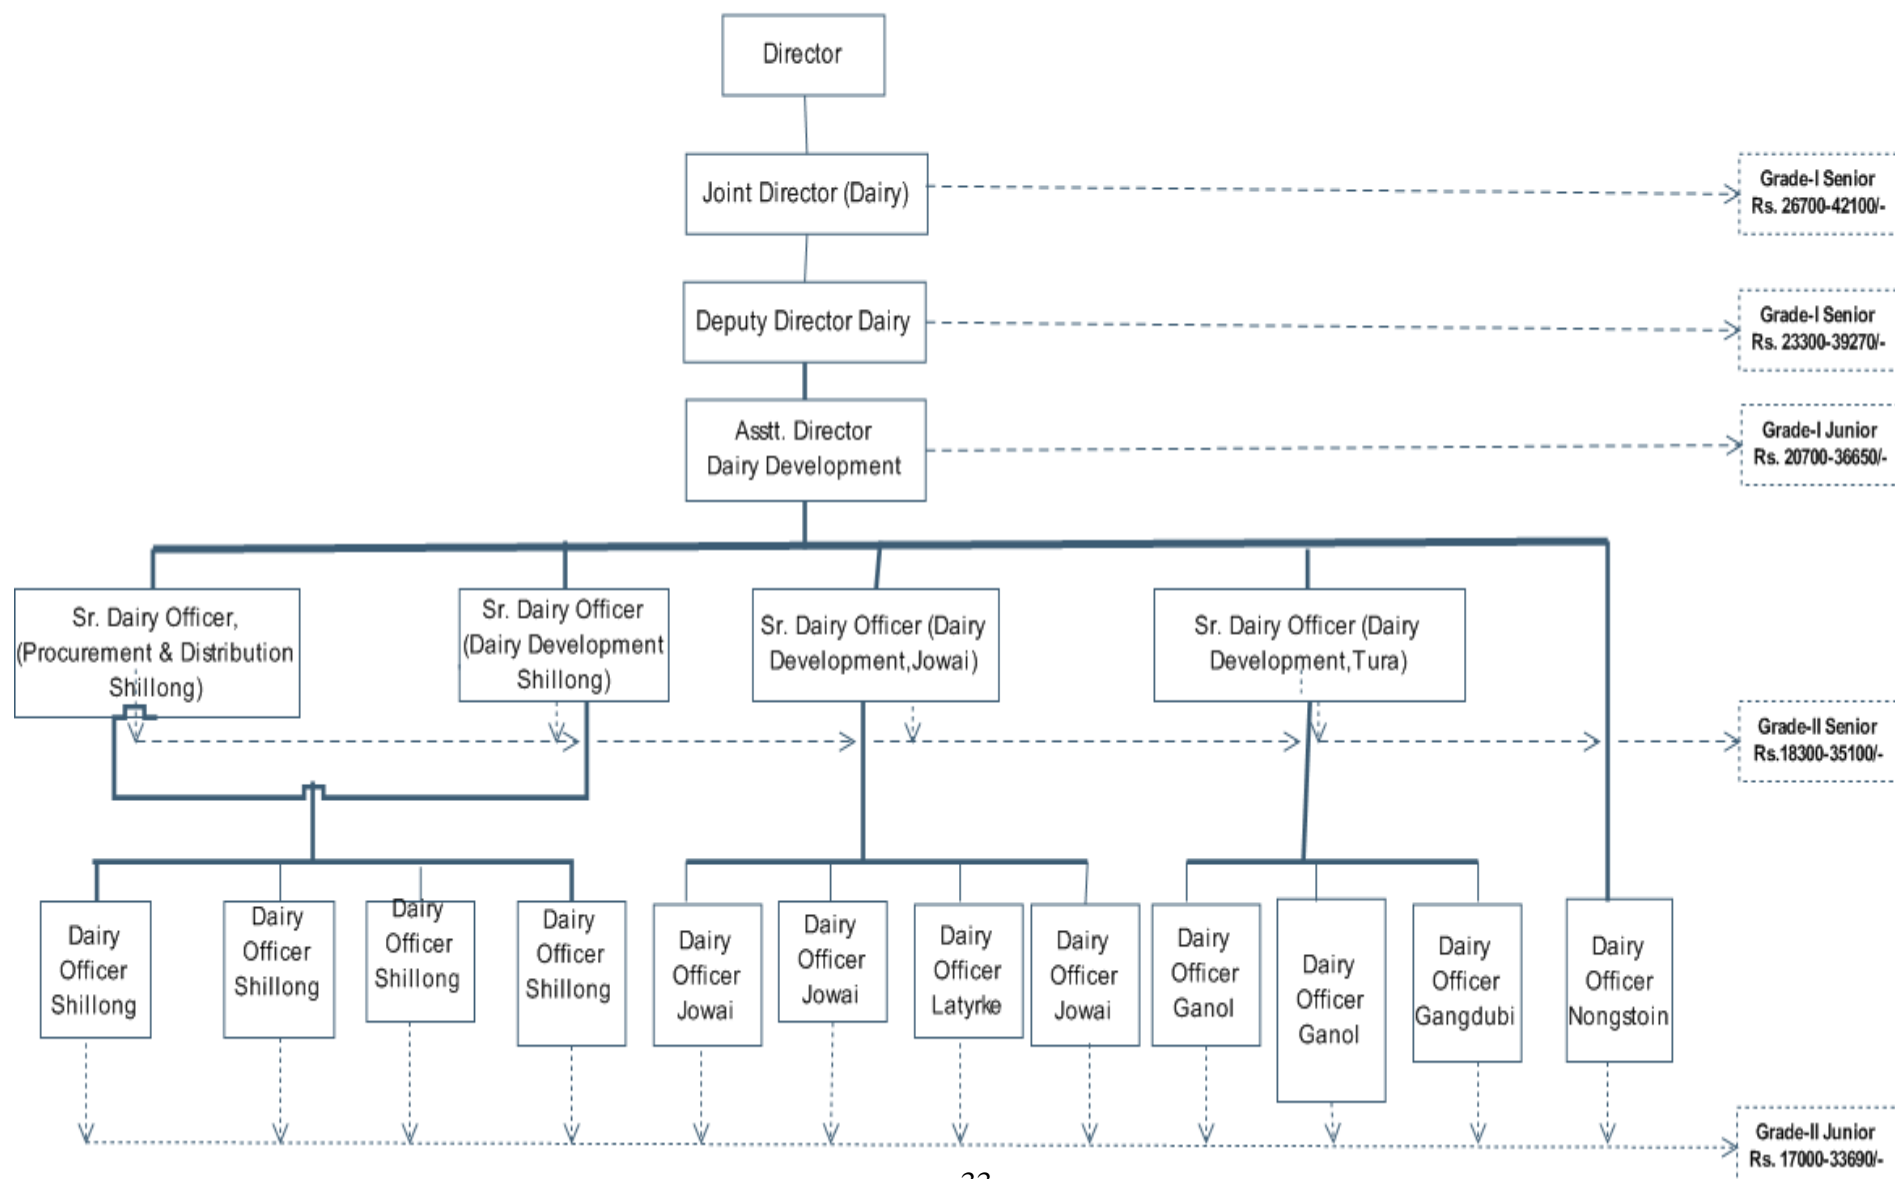 Director
Joint Director (Dairy)
Grade-I Senior
Rs. 26700-42100/-
Deputy Director Dairy
Grade-I Senior
Rs. 23300-39270/-
Asstt. Director
Dairy Development
Grade-I Junior
Rs. 20700-36650/-
Sr. Dairy Officer,
(Procurement & Distribution
Shillong)
Sr. Dairy Officer
(Dairy Development
Shillong)
Sr. Dairy Officer (Dairy
Development,Jowai)
Sr. Dairy Officer (Dairy
Development,Tura)
Grade-II Senior
Rs.18300-35100/-
Dairy
Officer
Shillong
Dairy
Officer
Shillong
Dairy
Officer
Shillong
Dairy
Officer
Shillong
Dairy
Officer
Jowai
Dairy
Officer
Jowai
Dairy
Officer
Latyrke
Dairy
Officer
Jowai
Dairy
Officer
Ganol
Dairy
Officer
Ganol
Dairy
Officer
Gangdubi
Dairy
Officer
Nongstoin
Grade-II Junior
Rs. 17000-33690/-